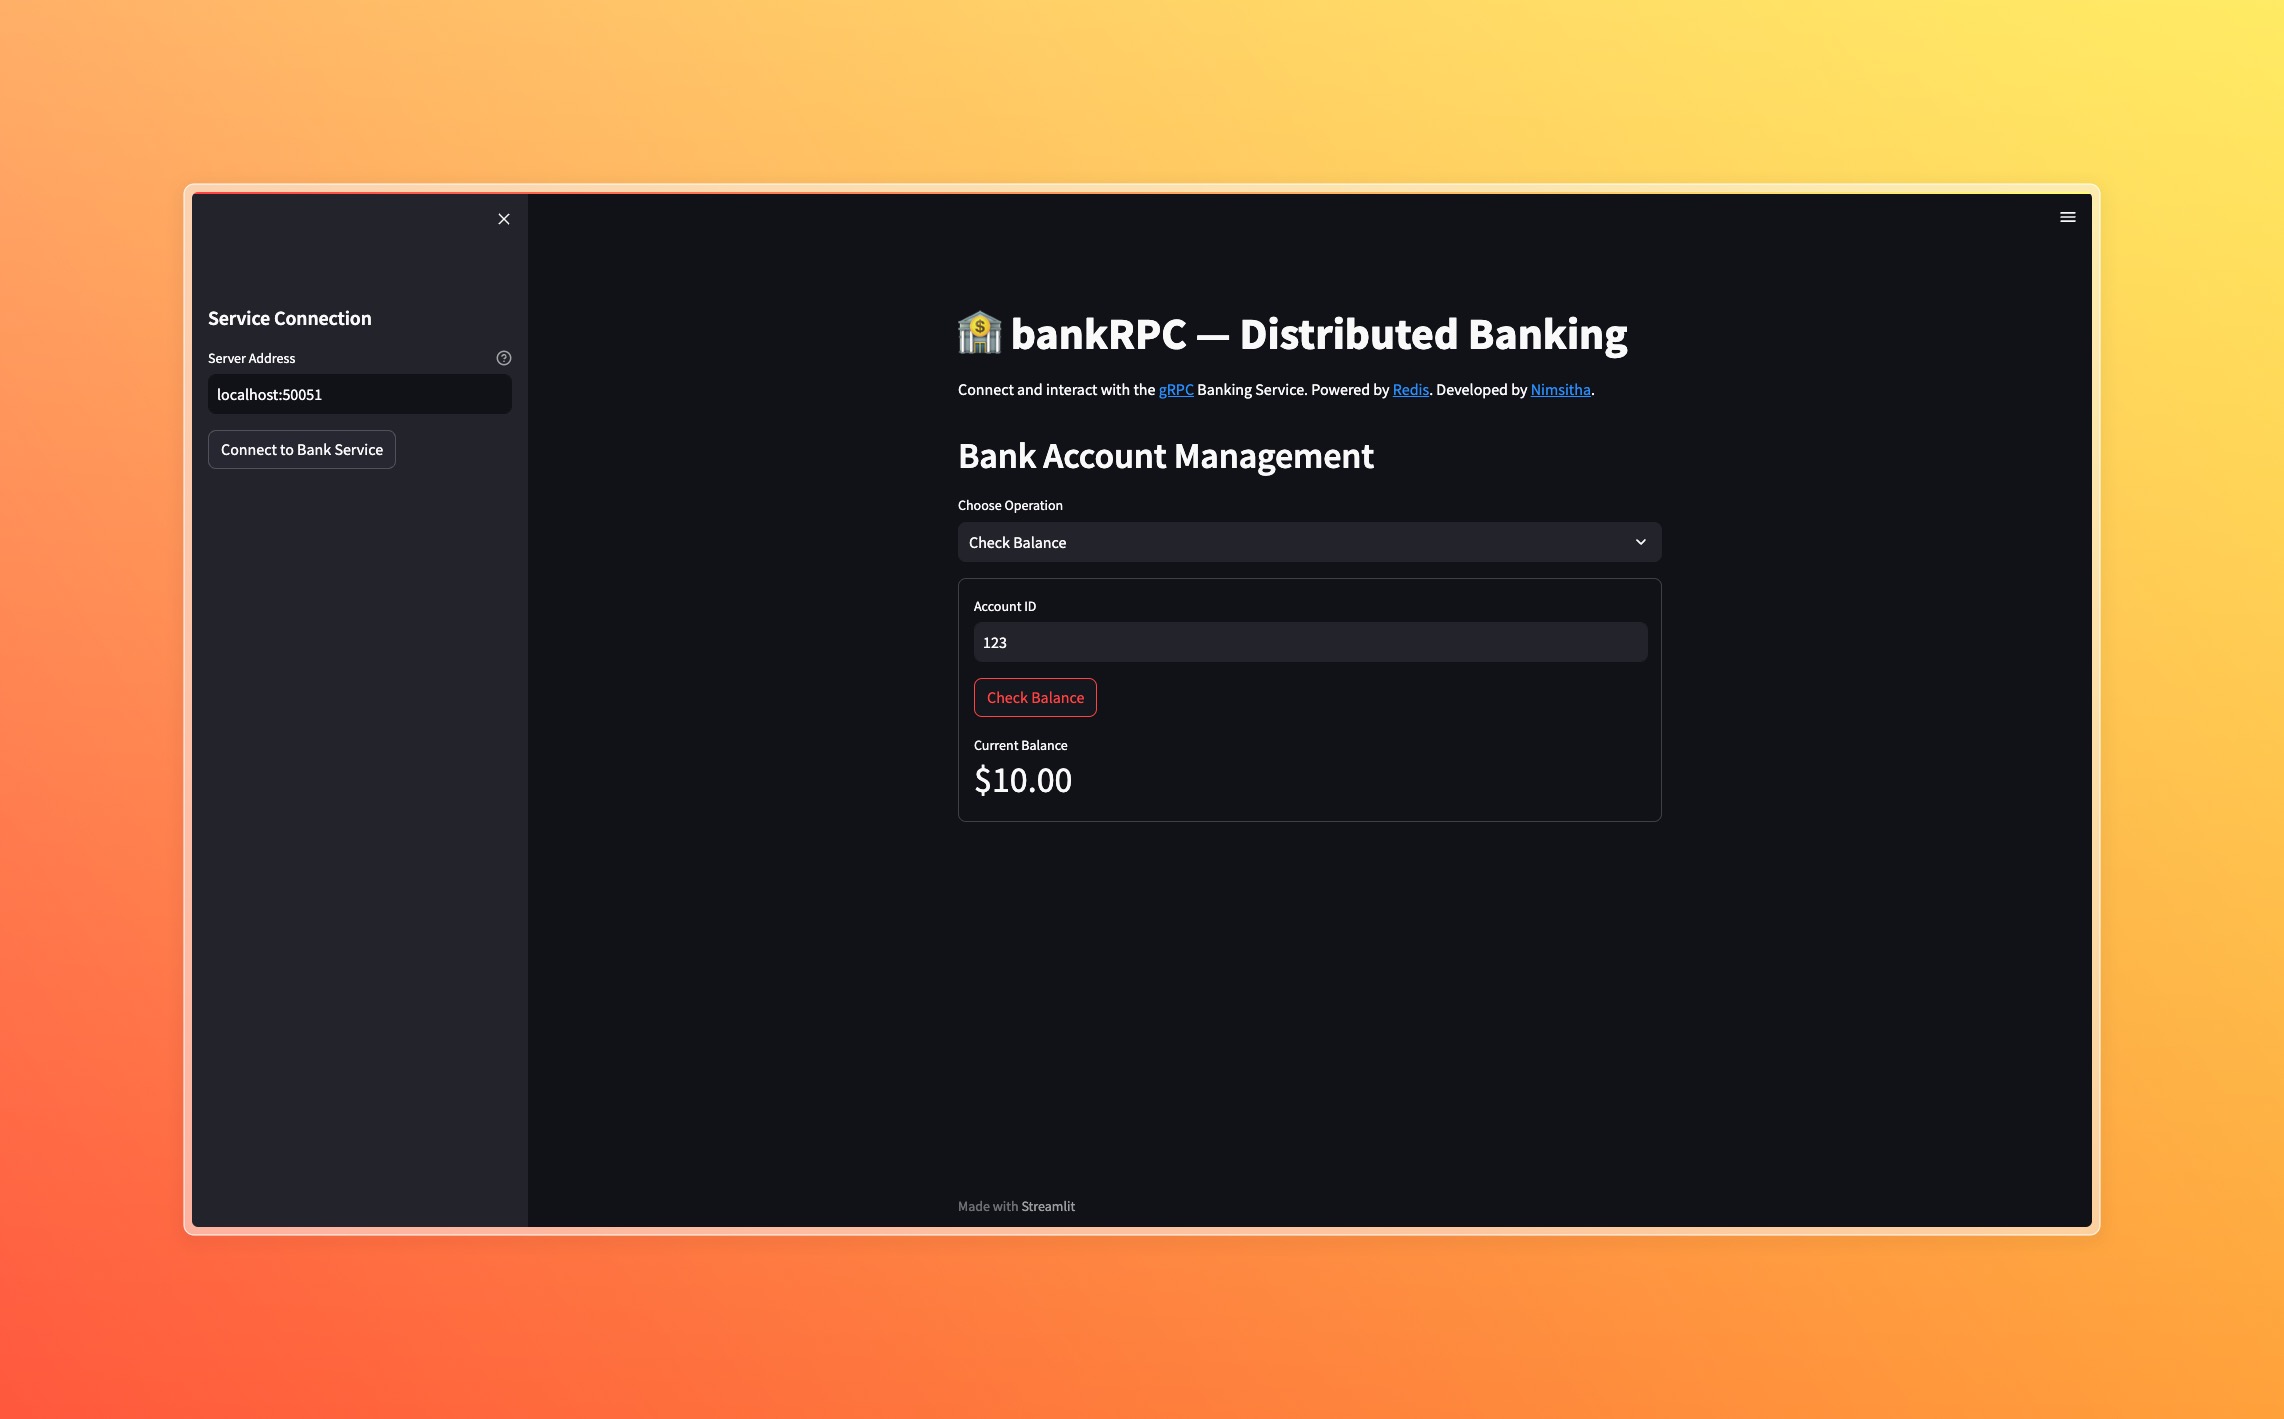 Service Connection
Server Address
localhost:50051
Connect to Bank Service
bankRPC — Distributed Banking
Connect and interact with the gRPC Banking Service. Powered by Redis. Developed by Nimsitha.
Bank Account Management
Choose Operation
Check Balance
Account ID
123
Check Balance
Current Balance
$10.00
Made with Streamlit